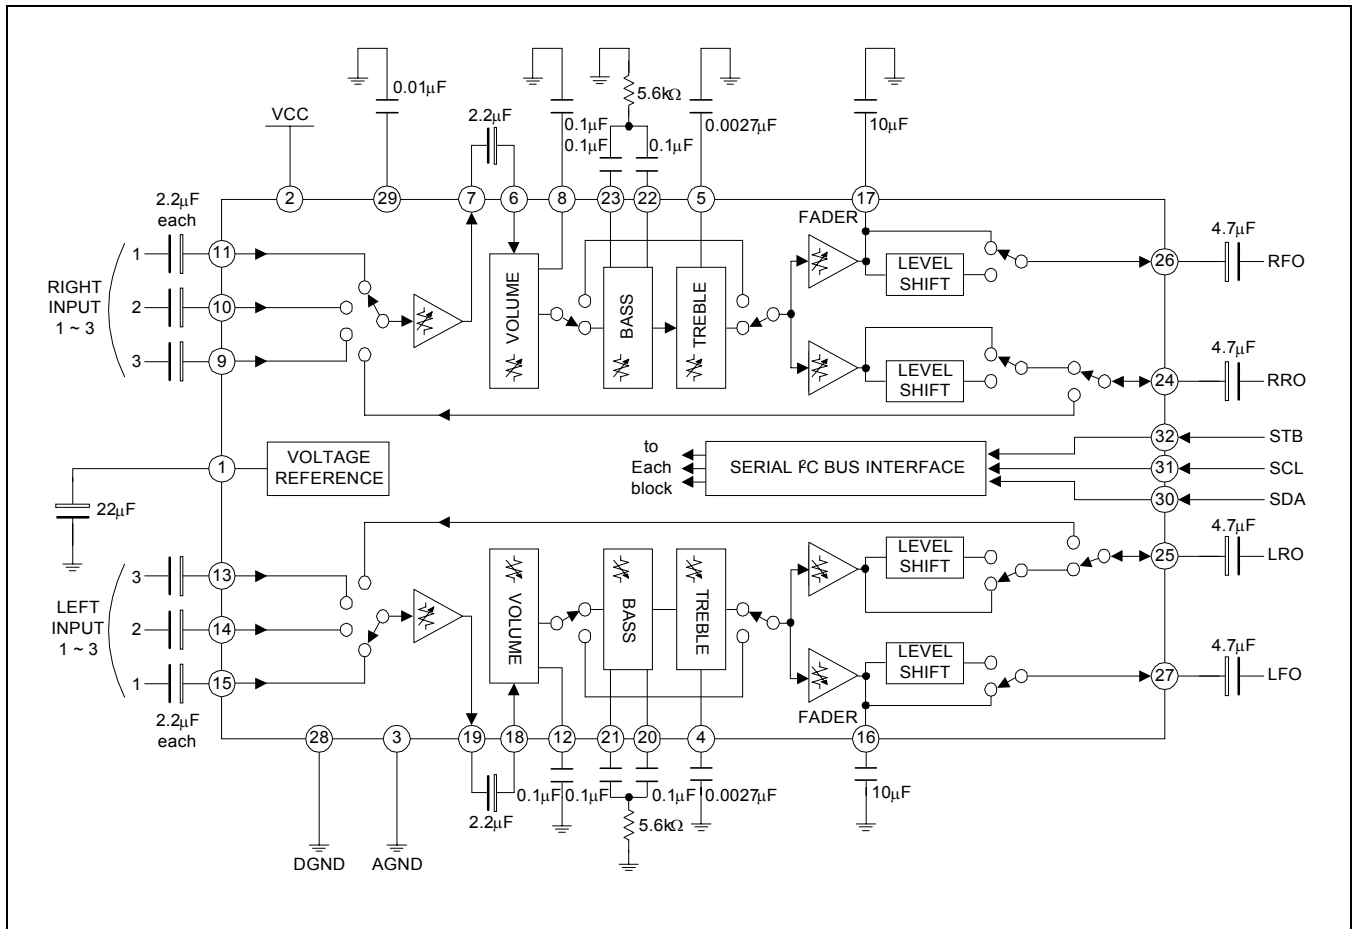 0.01µF
5.6kΩ
VCC
2.2µF
0.1µF
0.1µF
0.1µF
0.0027µF
10µF
2
29
7
6
8
23
22
5
17
2.2µF
each
FADER
4.7µF
1
11
26
RFO
LEVEL
SHIFT
RIGHT
INPUT
1 ~ 3
2
10
VOLUME
BASS
TREBLE
3
9
4.7µF
LEVEL
SHIFT
24
RRO
32
STB
to
Each
block
SERIAL I²C BUS INTERFACE
31
SCL
30
SDA
1
VOLTAGE
REFERENCE
22µF
4.7µF
LEVEL
SHIFT
25
LRO
3
13
LEFT
INPUT
1 ~ 3
2
14
VOLUME
BASS
TREBLE
4.7µF
LEVEL
SHIFT
27
LFO
1
15
2.2µF
each
FADER
28
3
19
18
12
21
20
4
16
2.2µF
0.1µF
0.1µF
0.1µF
0.0027µF
10µF
5.6kΩ
DGND
AGND